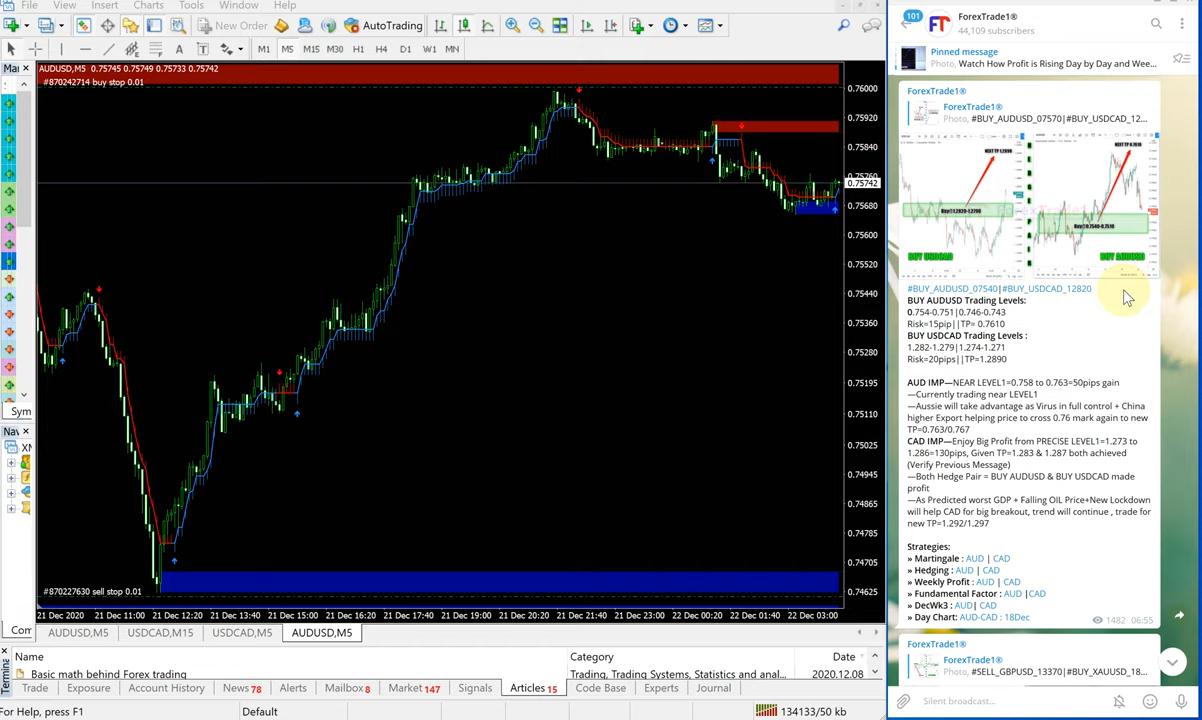 File View Insert Charts Tools Window Help
New Order AutoTrading
M1 M5 M15 M30 H1 H4 D1 W1 MN
Mar
AUDUSD,M5 0.75745 0.75749 0.75733 0.75742
#870242714 buy stop 0.01
#870227630 sell stop 0.01
0.76000
0.75920
0.75840
0.75760
0.75742
0.75680
0.75600
0.75520
0.75440
0.75360
0.75280
0.75195
0.75110
0.75025
0.74945
0.74865
0.74785
0.74705
0.74625
21 Dec 2020 21 Dec 11:00 21 Dec 12:20 21 Dec 13:40 21 Dec 15:00 21 Dec 16:20 21 Dec 17:40 21 Dec 19:00 21 Dec 20:20 21 Dec 21:40 22 Dec 00:20 22 Dec 01:40 22 Dec 03:00
Sym
Nav
XM
Com
AUDUSD,M5 USDCAD,M15 USDCAD,M5 AUDUSD,M5
Name Category Date
Basic math behind Forex trading Trading, Trading Systems, Statistics and anal... 2020.12.08
Termina
Trade Exposure Account History News 78 Alerts Mailbox 8 Market 147 Signals Articles 15 Code Base Experts Journal
For Help, press F1 Default 134133/50 kb
101
FT
ForexTrade1®
44,109 subscribers
Pinned message
Photo, Watch How Profit is Rising Day by Day and Wee...
ForexTrade1®
ForexTrade1®
Photo, #BUY_AUDUSD_07570|#BUY_USDCAD_12...
NEXT TP 1.2890
BUY USDCAD
BUY AUDUSD
#BUY_AUDUSD_07540|#BUY_USDCAD_12820
BUY AUDUSD Trading Levels:
0.754-0.751|0.746-0.743
Risk=15pip||TP= 0.7610
BUY USDCAD Trading Levels :
1.282-1.279|1.274-1.271
Risk=20pips||TP=1.2890
AUD IMP—NEAR LEVEL1=0.758 to 0.763=50pips gain
—Currently trading near LEVEL1
—Aussie will take advantage as Virus in full control + China
higher Export helping price to cross 0.76 mark again to new
TP=0.763/0.767
CAD IMP—Enjoy Big Profit from PRECISE LEVEL1=1.273 to
1.286=130pips, Given TP=1.283 & 1.287 both achieved
(Verify Previous Message)
—Both Hedge Pair = BUY AUDUSD & BUY USDCAD made
profit
—As Predicted worst GDP + Falling OIL Price+New Lockdown
will help CAD for big breakout, trend will continue , trade for
new TP=1.292/1.297
Strategies:
» Martingale : AUD | CAD
» Hedging : AUD | CAD
» Weekly Profit : AUD | CAD
» Fundamental Factor : AUD |CAD
» DecWk3 : AUD| CAD
» Day Chart: AUD-CAD : 18Dec
1482 06:55
ForexTrade1®
ForexTrade1®
Photo, #SELL_GBPUSD_13370|#BUY_XAUUSD_18...
Silent broadcast...